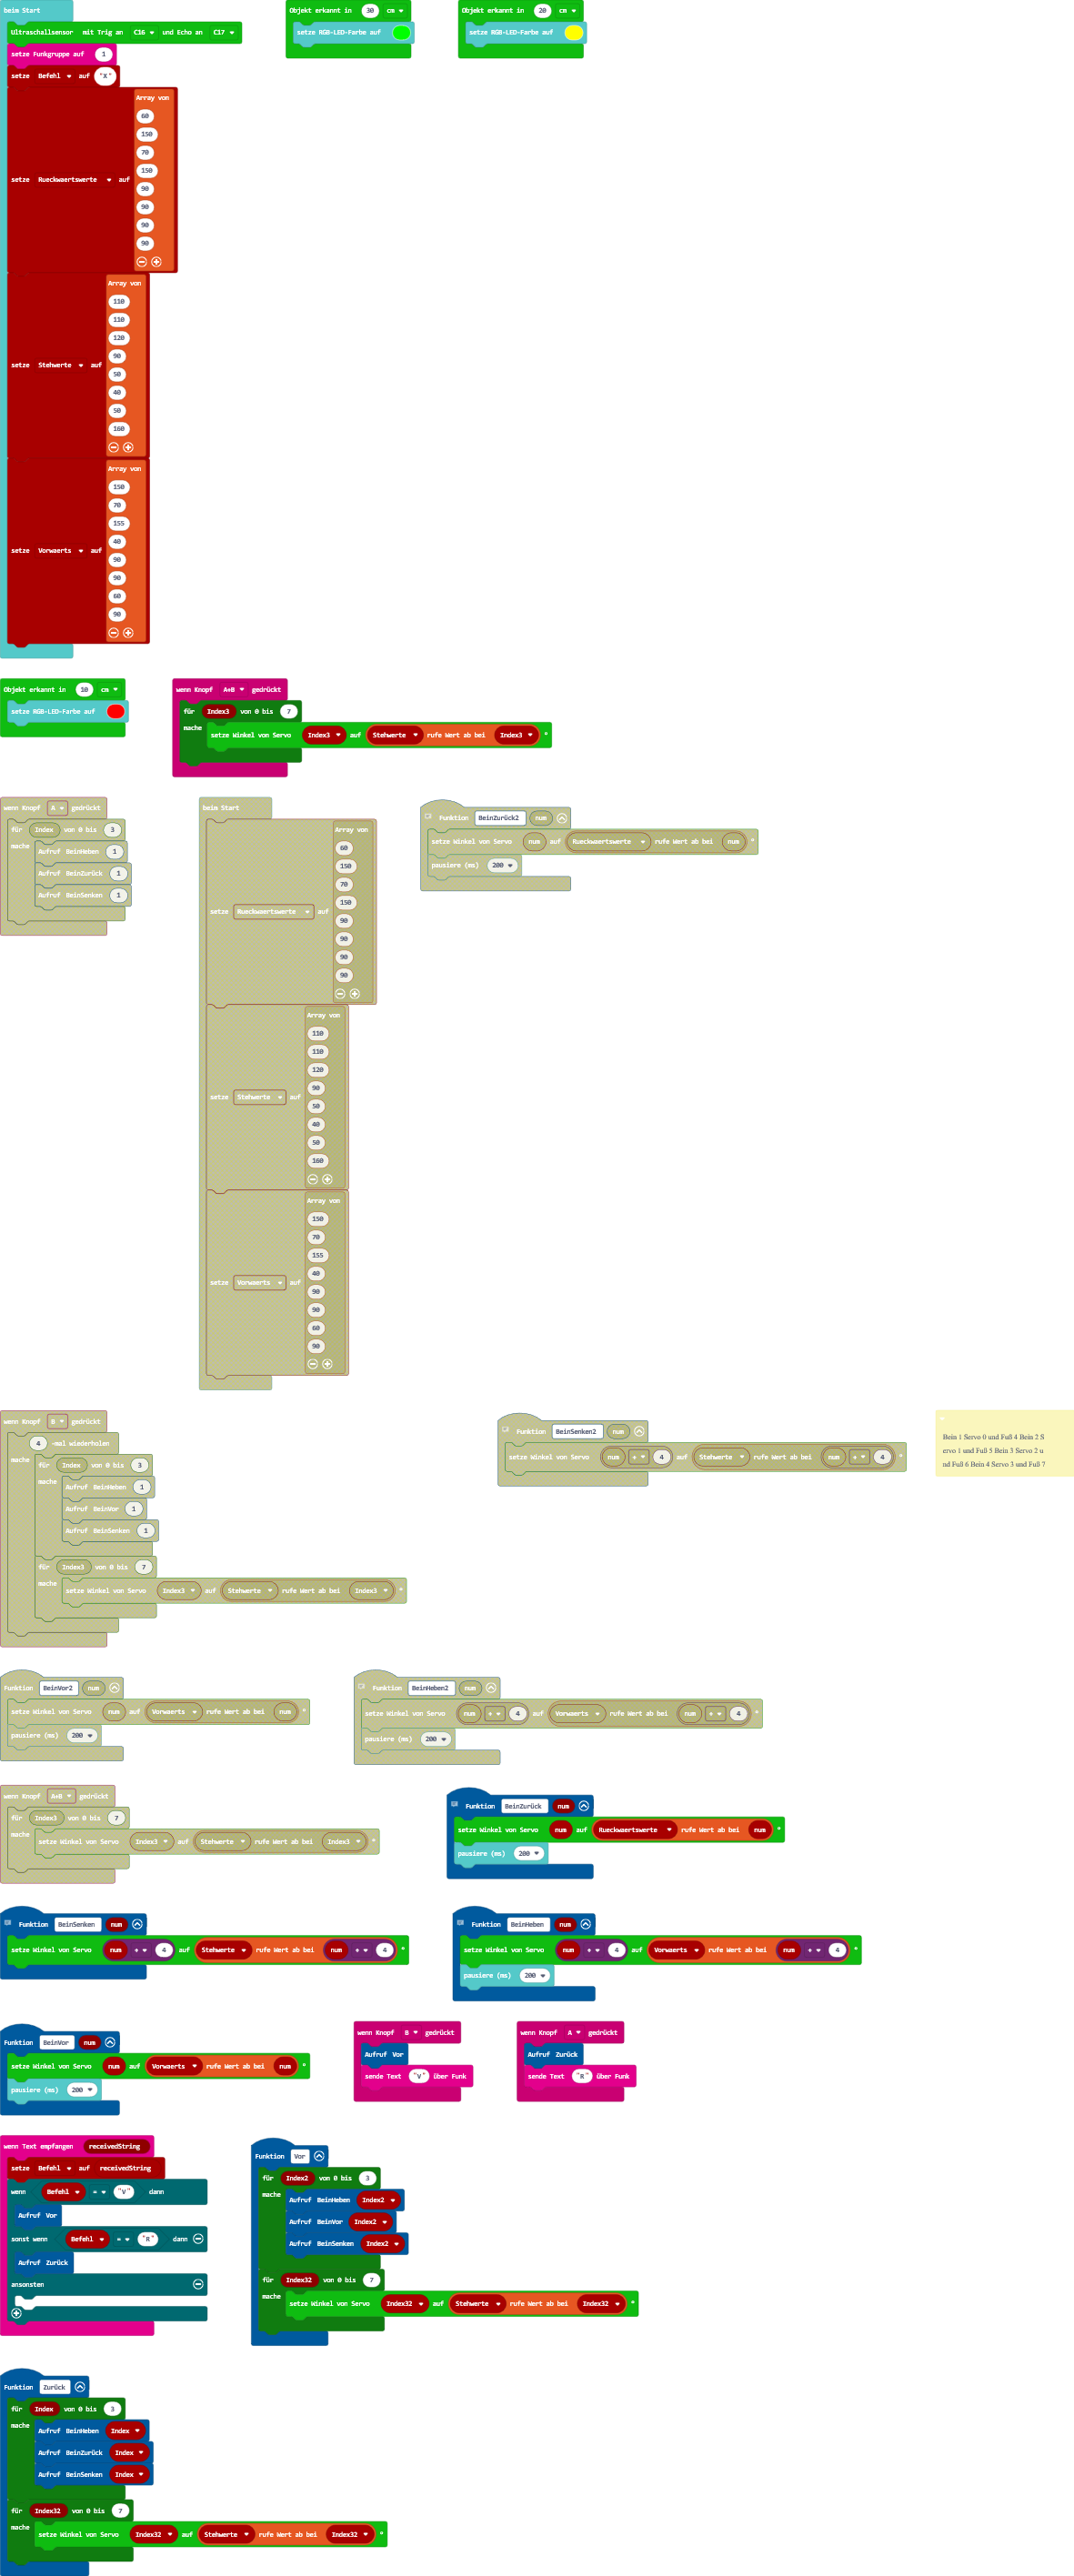 beim Start
Ultraschallsensor mit Trig an C16 und Echo an C17
setze Funkgruppe auf 1
setze Befehl auf "X"
setze Rueckwaertswerte auf Array von
60
150
70
150
90
90
90
90
setze Stehwerte auf Array von
110
110
120
90
50
40
50
160
setze Vorwaerts auf Array von
150
70
155
40
90
90
60
90
Objekt erkannt in 30 cm
setze RGB-LED-Farbe auf
Objekt erkannt in 20 cm
setze RGB-LED-Farbe auf
Objekt erkannt in 10 cm
setze RGB-LED-Farbe auf
wenn Knopf A+B gedrückt
für Index3 von 0 bis 7
mache setze Winkel von Servo Index3 auf Stehwerte rufe Wert ab bei Index3 °
wenn Knopf A gedrückt
für Index von 0 bis 3
mache Aufruf BeinHeben 1
Aufruf BeinZurück 1
Aufruf BeinSenken 1
beim Start
setze Rueckwaertswerte auf Array von
60
150
70
150
90
90
90
90
setze Stehwerte auf Array von
110
110
120
90
50
40
50
160
setze Vorwaerts auf Array von
150
70
155
40
90
90
60
90
Funktion BeinZurück2 num
setze Winkel von Servo num auf Rueckwaertswerte rufe Wert ab bei num °
pausiere (ms) 200
wenn Knopf B gedrückt
4 -mal wiederholen
mache für Index von 0 bis 3
mache Aufruf BeinHeben 1
Aufruf BeinVor 1
Aufruf BeinSenken 1
für Index3 von 0 bis 7
mache setze Winkel von Servo Index3 auf Stehwerte rufe Wert ab bei Index3 °
Funktion BeinSenken2 num
setze Winkel von Servo num + 4 auf Stehwerte rufe Wert ab bei num + 4 °
Bein 1 Servo 0 und Fuß 4 Bein 2 S
ervo 1 und Fuß 5 Bein 3 Servo 2 u
nd Fuß 6 Bein 4 Servo 3 und Fuß 7
Funktion BeinVor2 num
setze Winkel von Servo num auf Vorwaerts rufe Wert ab bei num °
pausiere (ms) 200
Funktion BeinHeben2 num
setze Winkel von Servo num + 4 auf Vorwaerts rufe Wert ab bei num + 4 °
pausiere (ms) 200
wenn Knopf A+B gedrückt
für Index3 von 0 bis 7
mache setze Winkel von Servo Index3 auf Stehwerte rufe Wert ab bei Index3 °
Funktion BeinZurück num
setze Winkel von Servo num auf Rueckwaertswerte rufe Wert ab bei num °
pausiere (ms) 200
Funktion BeinSenken num
setze Winkel von Servo num + 4 auf Stehwerte rufe Wert ab bei num + 4 °
Funktion BeinHeben num
setze Winkel von Servo num + 4 auf Vorwaerts rufe Wert ab bei num + 4 °
pausiere (ms) 200
Funktion BeinVor num
setze Winkel von Servo num auf Vorwaerts rufe Wert ab bei num °
pausiere (ms) 200
wenn Knopf B gedrückt
Aufruf Vor
sende Text "V" über Funk
wenn Knopf A gedrückt
Aufruf Zurück
sende Text "R" über Funk
wenn Text empfangen receivedString
setze Befehl auf receivedString
wenn Befehl = "V" dann
Aufruf Vor
sonst wenn Befehl = "R" dann
Aufruf Zurück
ansonsten
Funktion Vor
für Index2 von 0 bis 3
mache Aufruf BeinHeben Index2
Aufruf BeinVor Index2
Aufruf BeinSenken Index2
für Index32 von 0 bis 7
mache setze Winkel von Servo Index32 auf Stehwerte rufe Wert ab bei Index32 °
Funktion Zurück
für Index von 0 bis 3
mache Aufruf BeinHeben Index
Aufruf BeinZurück Index
Aufruf BeinSenken Index
für Index32 von 0 bis 7
mache setze Winkel von Servo Index32 auf Stehwerte rufe Wert ab bei Index32 °